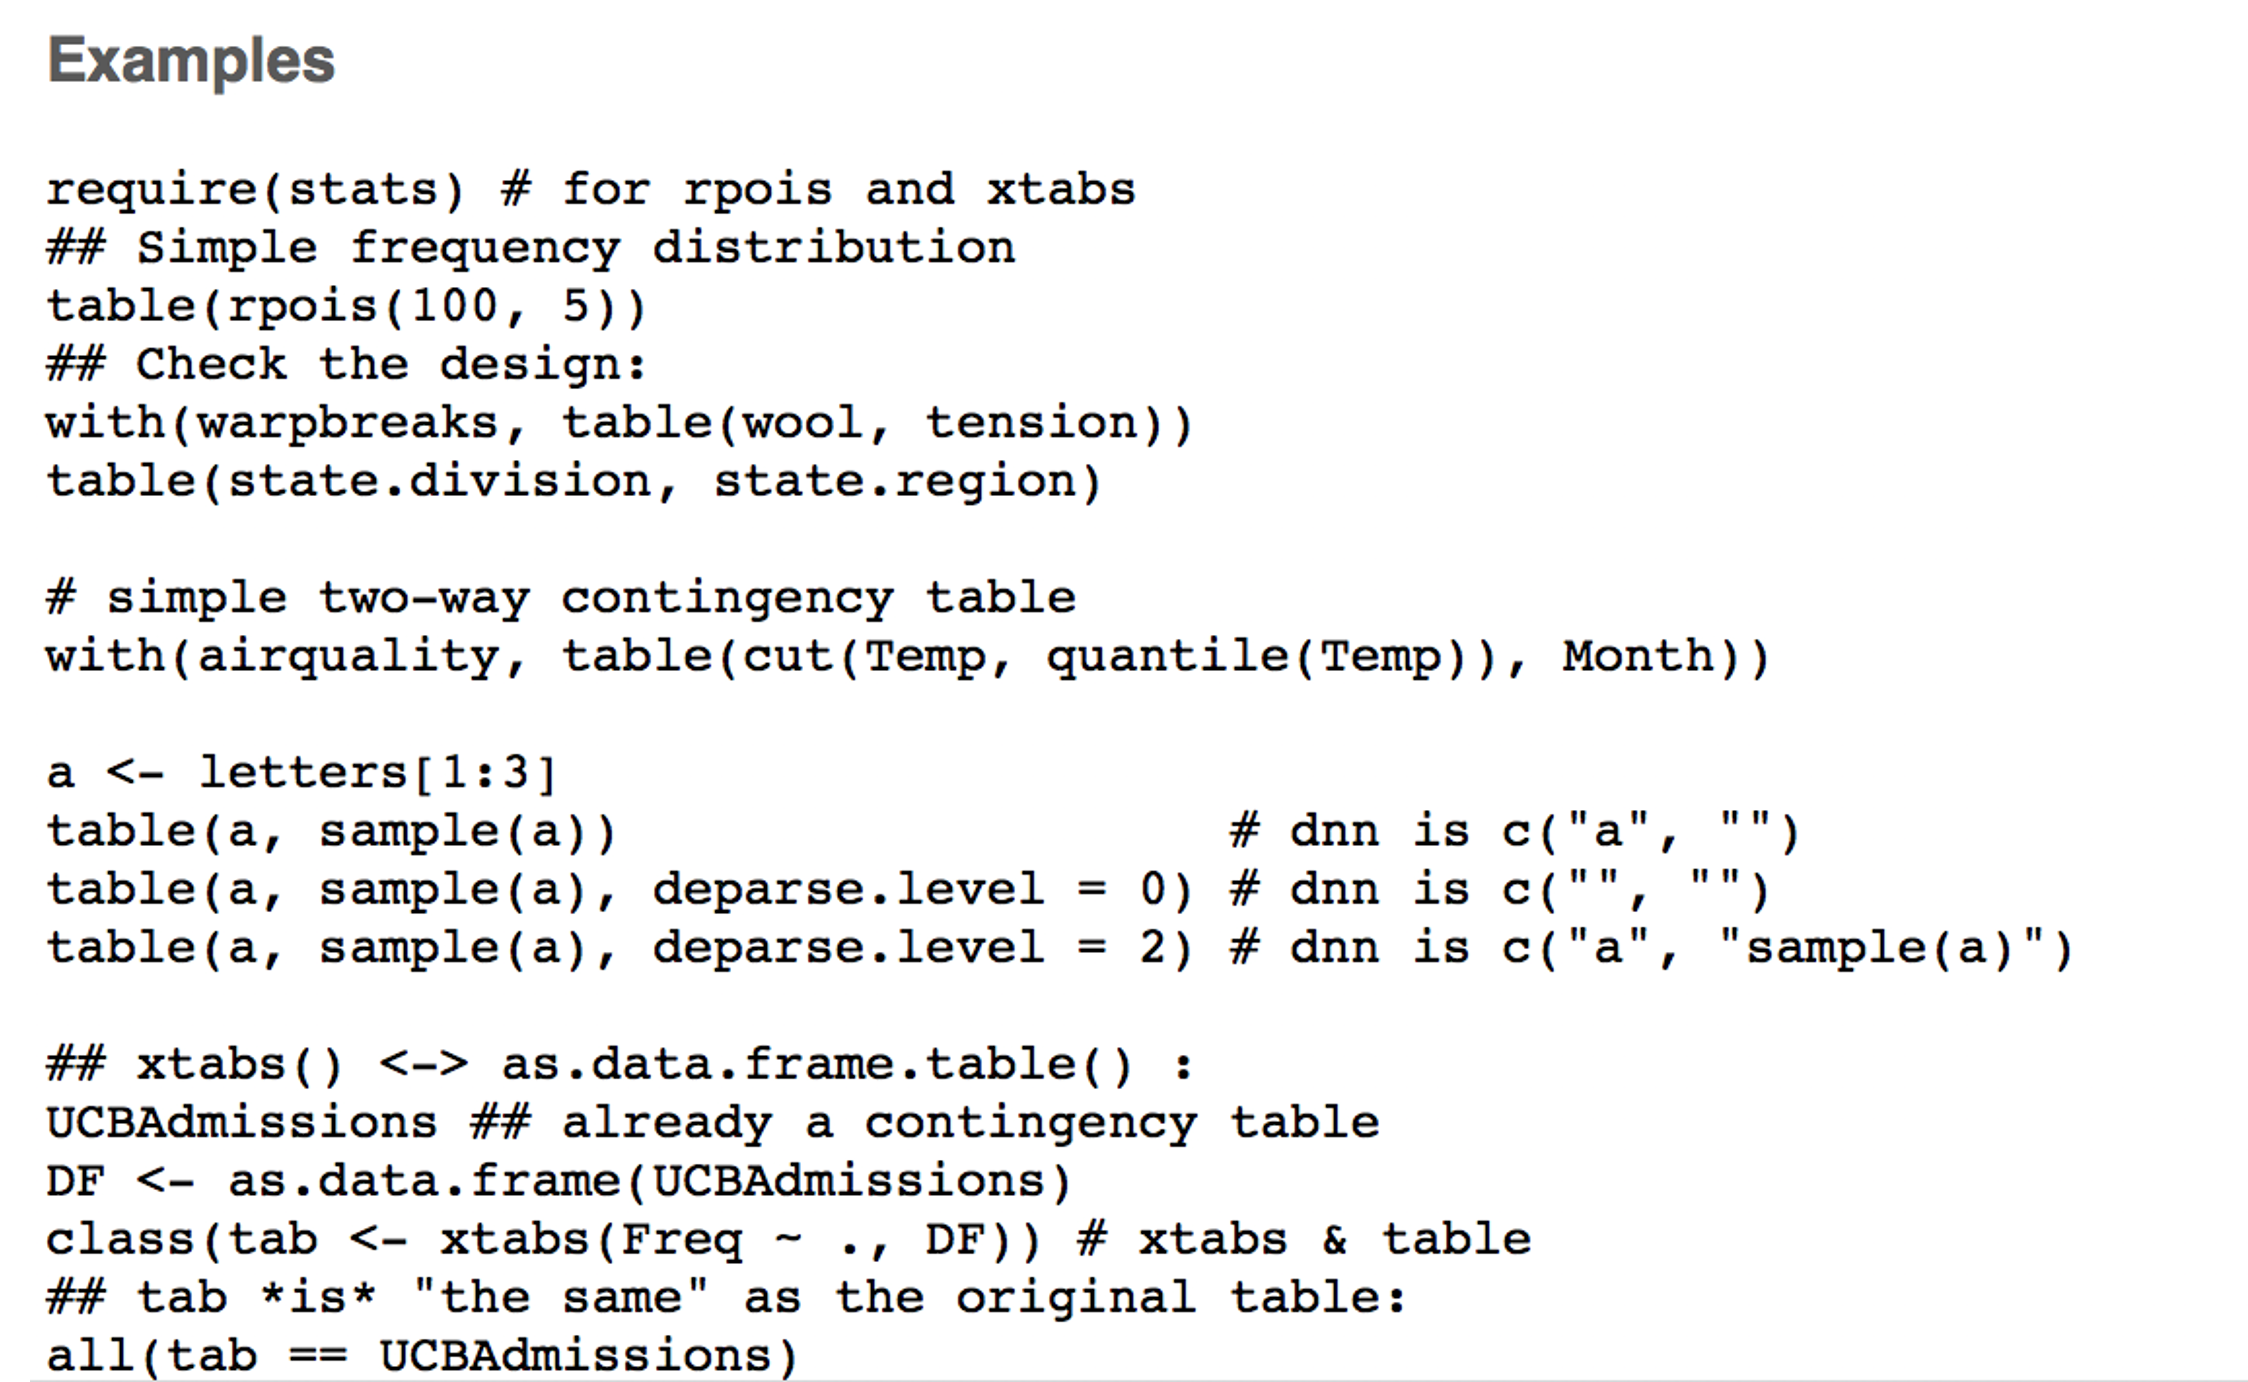 Examples
require(stats) # for rpois and xtabs
## Simple frequency distribution
table(rpois(100, 5))
## Check the design:
with(warpbreaks, table(wool, tension))
table(state.division, state.region)
# simple two-way contingency table
with(airquality, table(cut(Temp, quantile(Temp)), Month))
a <- letters[1:3]
table(a, sample(a))                    # dnn is c("a", "")
table(a, sample(a), deparse.level = 0) # dnn is c("", "")
table(a, sample(a), deparse.level = 2) # dnn is c("a", "sample(a)")
## xtabs() <-> as.data.frame.table() :
UCBAdmissions ## already a contingency table
DF <- as.data.frame(UCBAdmissions)
class(tab <- xtabs(Freq ~ ., DF)) # xtabs & table
## tab *is* "the same" as the original table:
all(tab == UCBAdmissions)